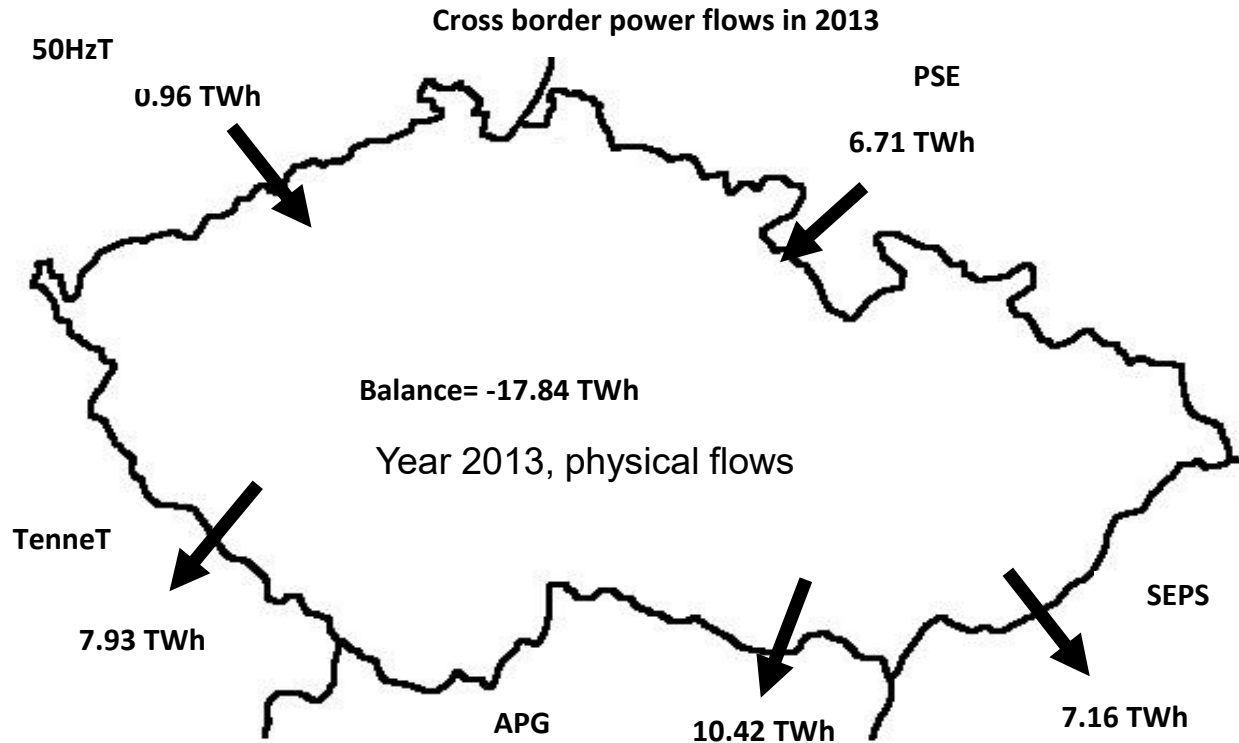 Cross border power flows in 2013
50HzT
0.96 TWh
PSE
6.71 TWh
Balance= -17.84 TWh
Year 2013, physical flows
TenneT
7.93 TWh
SEPS
7.16 TWh
APG
10.42 TWh